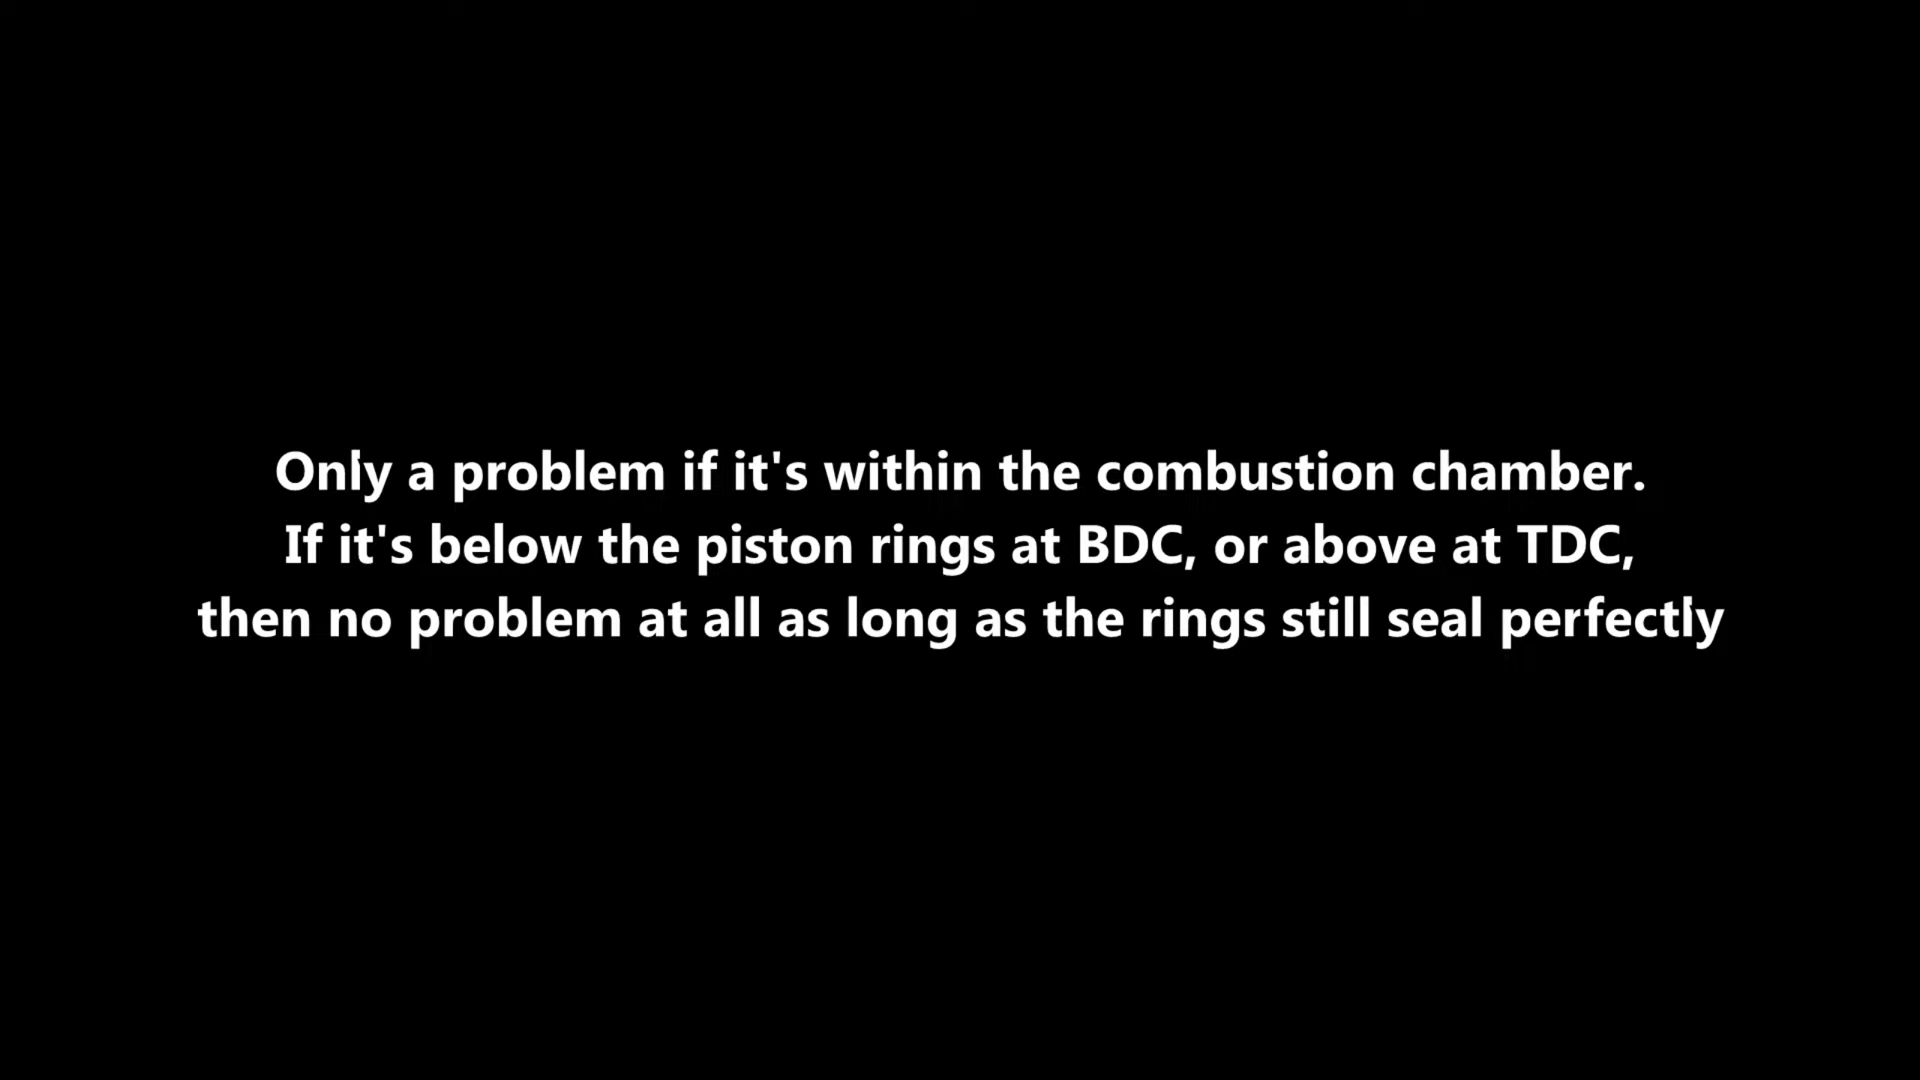 Only a problem if it's within the combustion chamber.
If it's below the piston rings at BDC, or above at TDC,
then no problem at all as long as the rings still seal perfectly